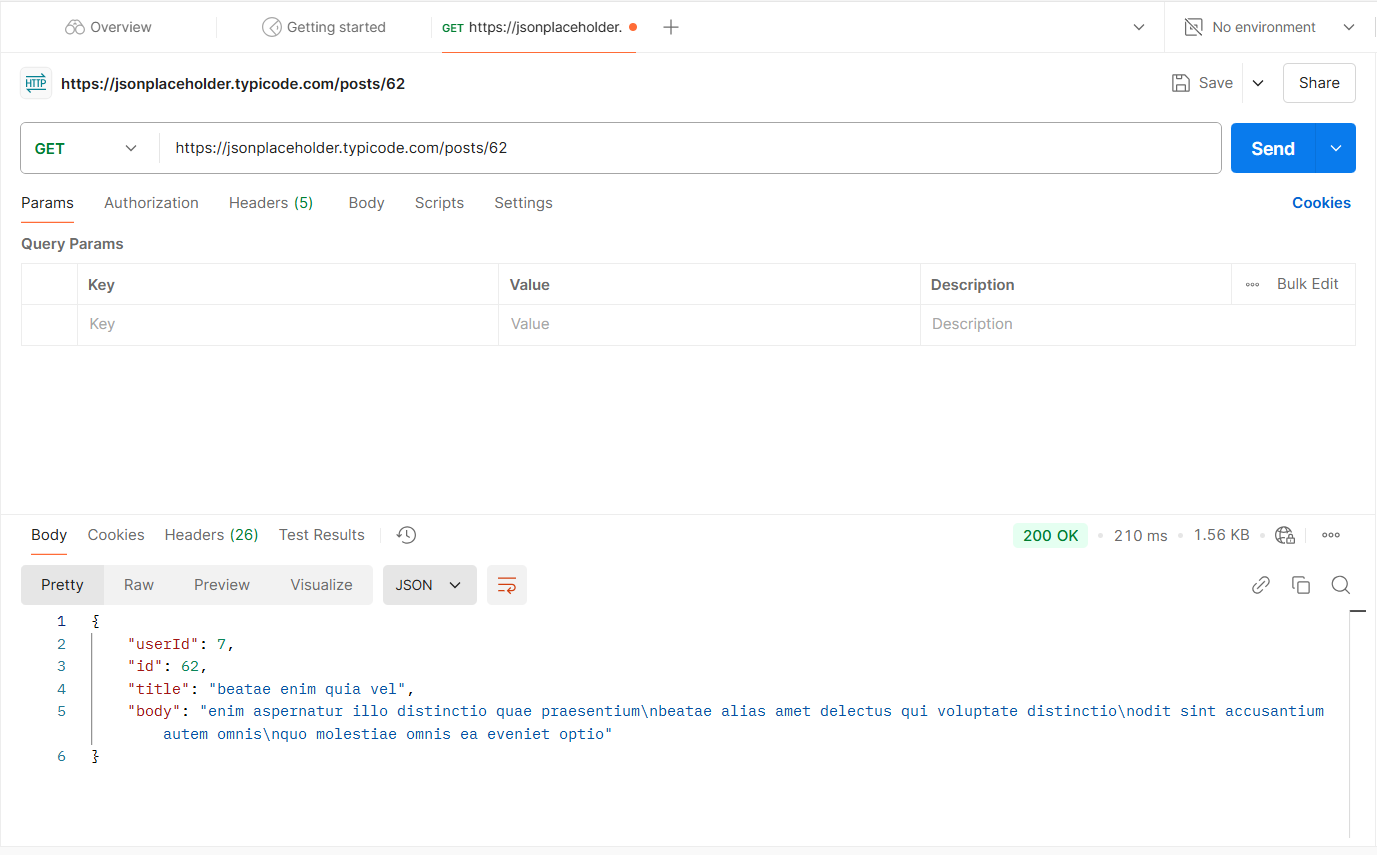 Overview Getting started GET https://jsonplaceholder. No environment
HTTP https://jsonplaceholder.typicode.com/posts/62 Save Share
GET https://jsonplaceholder.typicode.com/posts/62 Send
Params Authorization Headers (5) Body Scripts Settings Cookies
Query Params
Key Value Description Bulk Edit
Key Value Description
Body Cookies Headers (26) Test Results 200 OK • 210 ms • 1.56 KB •
Pretty Raw Preview Visualize JSON
1 {
2 "userId": 7,
3 "id": 62,
4 "title": "beatae enim quia vel",
5 "body": "enim aspernatur illo distinctio quae praesentium\nbeatae alias amet delectus qui voluptate distinctio\nodit sint accusantium
autem omnis\nquo molestiae omnis ea eveniet optio"
6 }